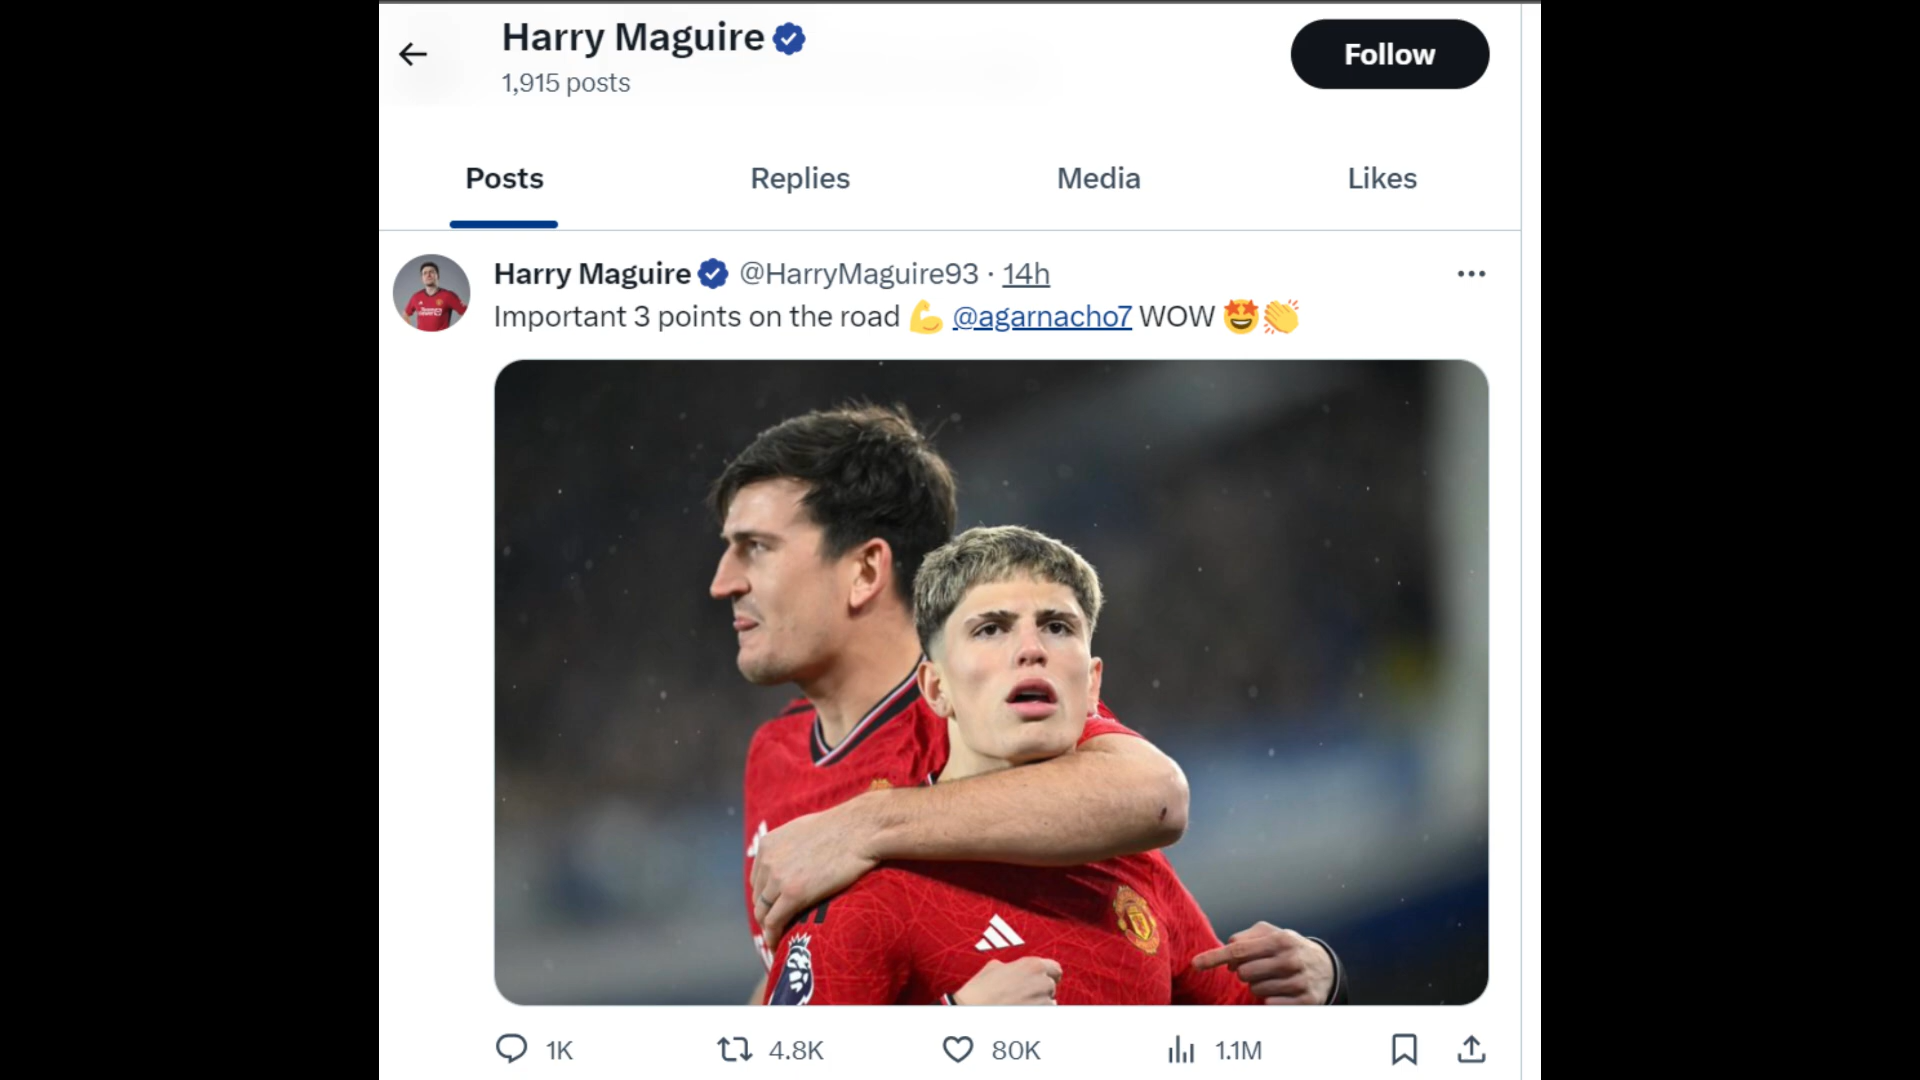 Harry Maguire
1,915 posts
Follow
Posts Replies Media Likes
Harry Maguire @HarryMaguire93 · 14h
Important 3 points on the road 💪 @agarnacho7 WOW 🤩👏
1K 4.8K 80K 1.1M